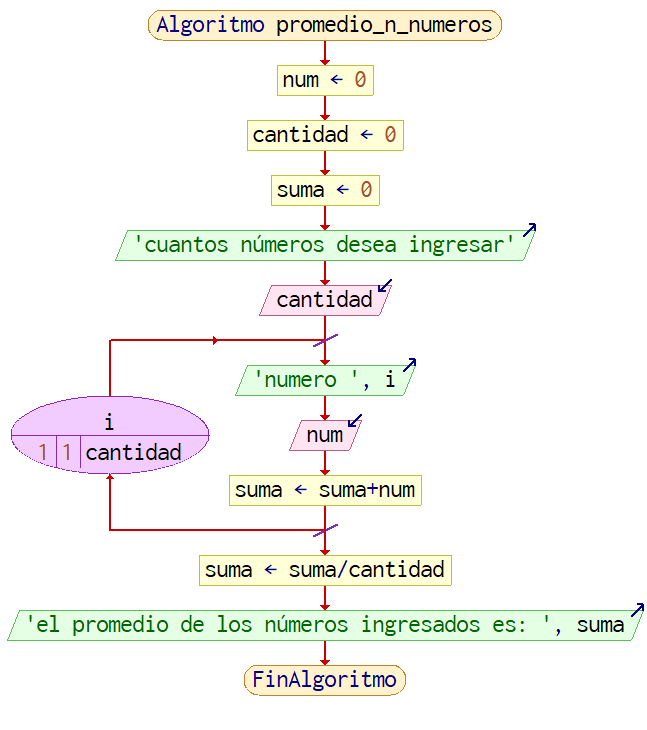 Algoritmo promedio_n_numeros
num ← 0
cantidad ← 0
suma ← 0
'cuantos números desea ingresar'
cantidad
'numero ', i
i
1 1 cantidad
num
suma ← suma+num
suma ← suma/cantidad
'el promedio de los números ingresados es: ', suma
FinAlgoritmo